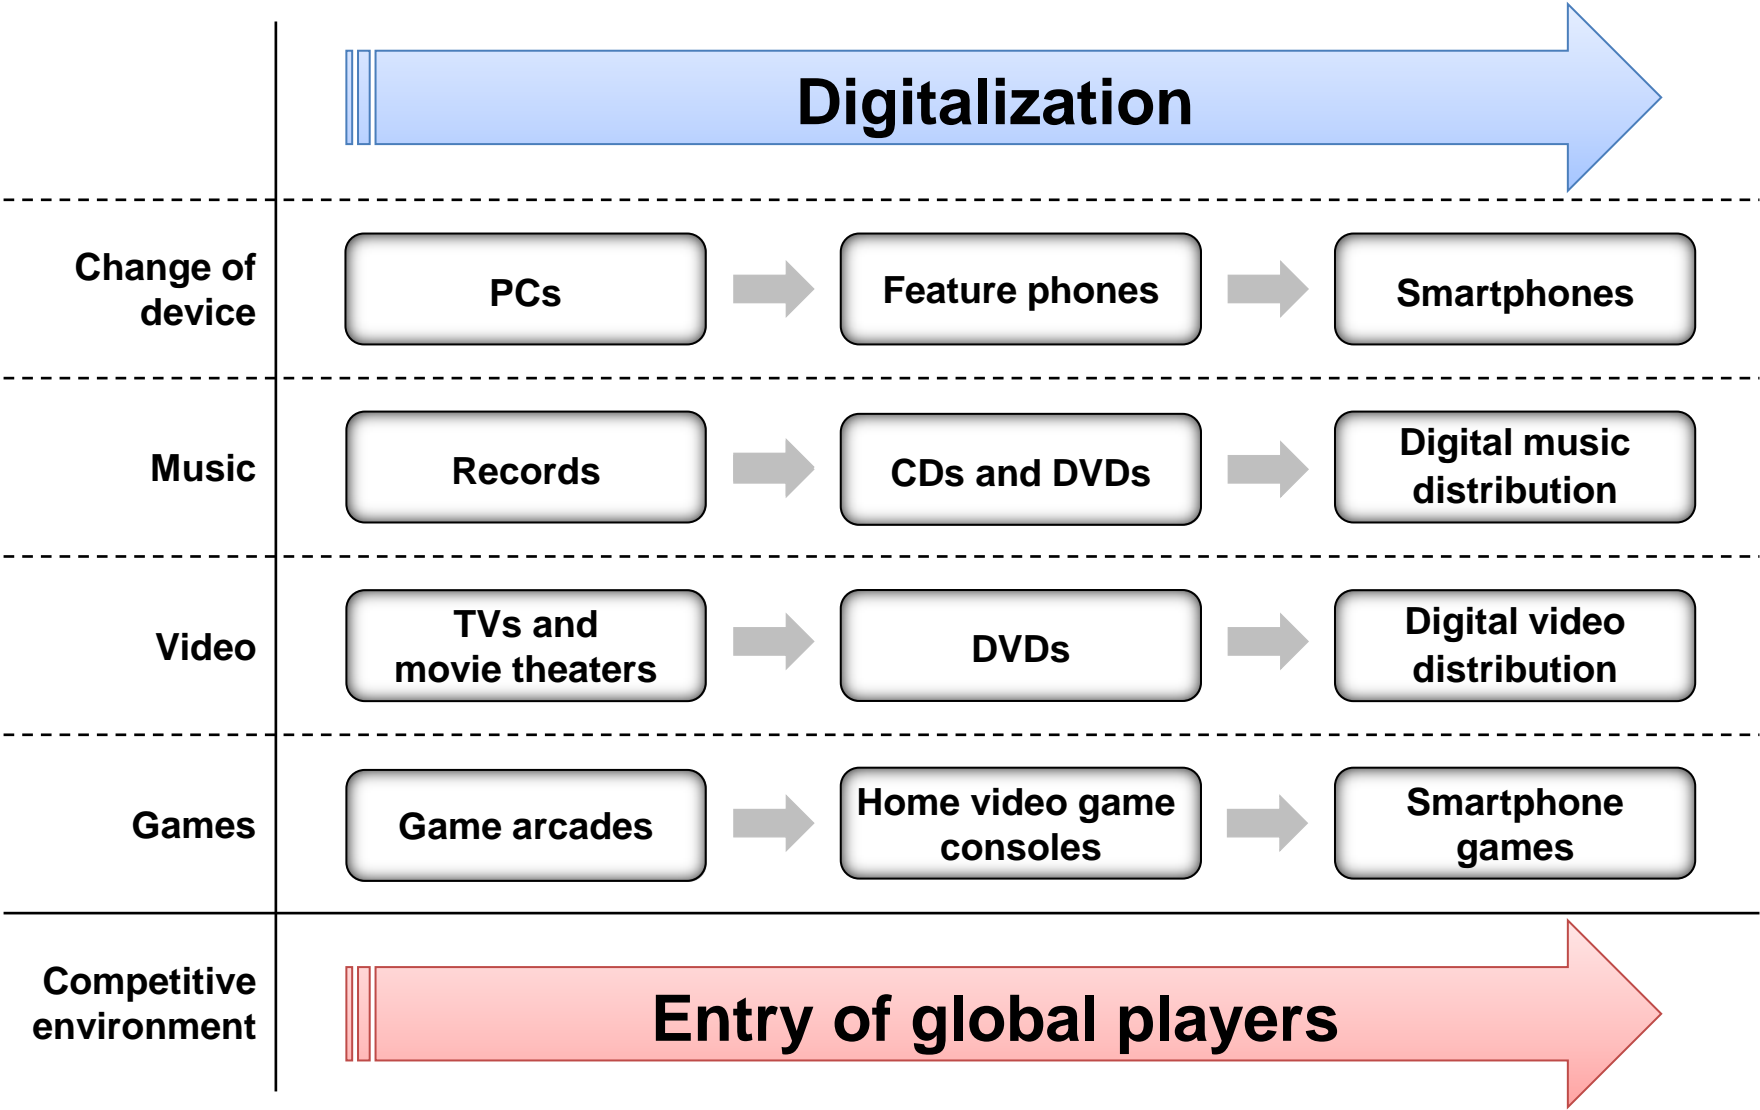 Digitalization
Change of
device
PCs
Feature phones
Smartphones
Music
Records
CDs and DVDs
Digital music
distribution
Video
TVs and
movie theaters
DVDs
Digital video
distribution
Games
Game arcades
Home video game
consoles
Smartphone
games
Competitive
environment
Entry of global players